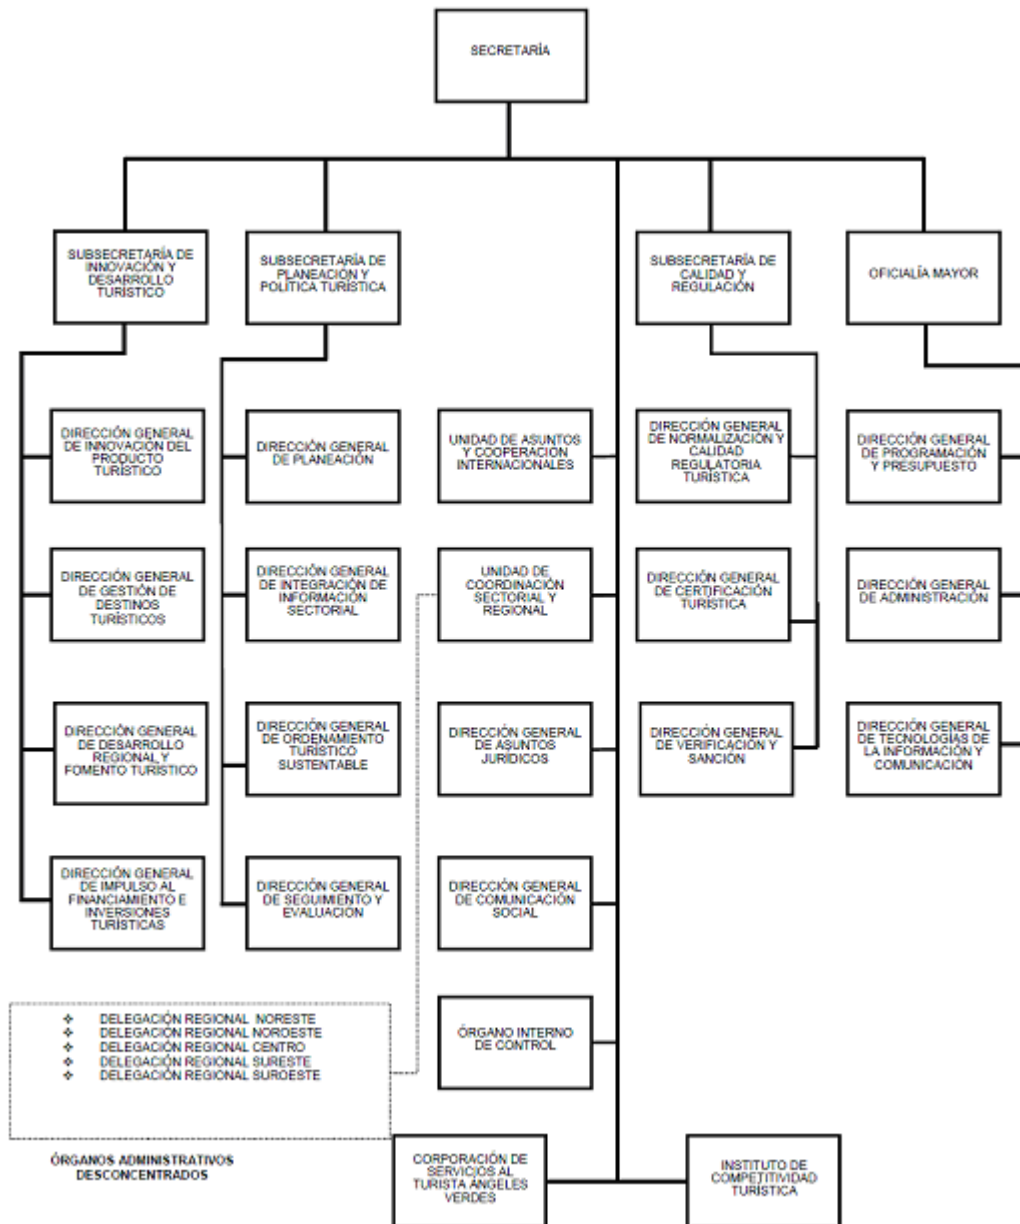 SECRETARÍA
SUBSECRETARÍA DE
INNOVACIÓN Y
DESARROLLO
TURÍSTICO
SUBSECRETARÍA DE
PLANEACIÓN Y
POLÍTICA TURÍSTICA
SUBSECRETARÍA DE
CALIDAD Y
REGULACIÓN
OFICIALÍA MAYOR
DIRECCIÓN GENERAL
DE INNOVACIÓN DEL
PRODUCTO
TURÍSTICO
DIRECCIÓN GENERAL
DE PLANEACIÓN
UNIDAD DE ASUNTOS
Y COOPERACION
INTERNACIONALES
DIRECCIÓN GENERAL
DE NORMALIZACIÓN Y
CALIDAD
REGULATORIA
TURÍSTICA
DIRECCIÓN GENERAL
DE PROGRAMACIÓN
Y PRESUPUESTO
DIRECCIÓN GENERAL
DE GESTIÓN DE
DESTINOS
TURÍSTICOS
DIRECCIÓN GENERAL
DE INTEGRACIÓN DE
INFORMACIÓN
SECTORIAL
UNIDAD DE
COORDINACIÓN
SECTORIAL Y
REGIONAL
DIRECCIÓN GENERAL
DE CERTIFICACIÓN
TURÍSTICA
DIRECCIÓN GENERAL
DE ADMINISTRACIÓN
DIRECCIÓN GENERAL
DE DESARROLLO
REGIONAL Y
FOMENTO TURÍSTICO
DIRECCIÓN GENERAL
DE ORDENAMIENTO
TURÍSTICO
SUSTENTABLE
DIRECCIÓN GENERAL
DE ASUNTOS
JURÍDICOS
DIRECCIÓN GENERAL
DE VERIFICACIÓN Y
SANCIÓN
DIRECCIÓN GENERAL
DE TECNOLOGÍAS DE
LA INFORMACIÓN Y
COMUNICACIÓN
DIRECCIÓN GENERAL
DE IMPULSO AL
FINANCIAMIENTO E
INVERSIONES
TURÍSTICAS
DIRECCIÓN GENERAL
DE SEGUIMIENTO Y
EVALUACIÓN
DIRECCIÓN GENERAL
DE COMUNICACIÓN
SOCIAL
❖ DELEGACIÓN REGIONAL NORESTE
❖ DELEGACIÓN REGIONAL NOROESTE
❖ DELEGACIÓN REGIONAL CENTRO
❖ DELEGACIÓN REGIONAL SURESTE
❖ DELEGACIÓN REGIONAL SUROESTE
ÓRGANO INTERNO
DE CONTROL
ÓRGANOS ADMINISTRATIVOS
DESCONCENTRADOS
CORPORACIÓN DE
SERVICIOS AL
TURISTA ÁNGELES
VERDES
INSTITUTO DE
COMPETITIVIDAD
TURÍSTICA